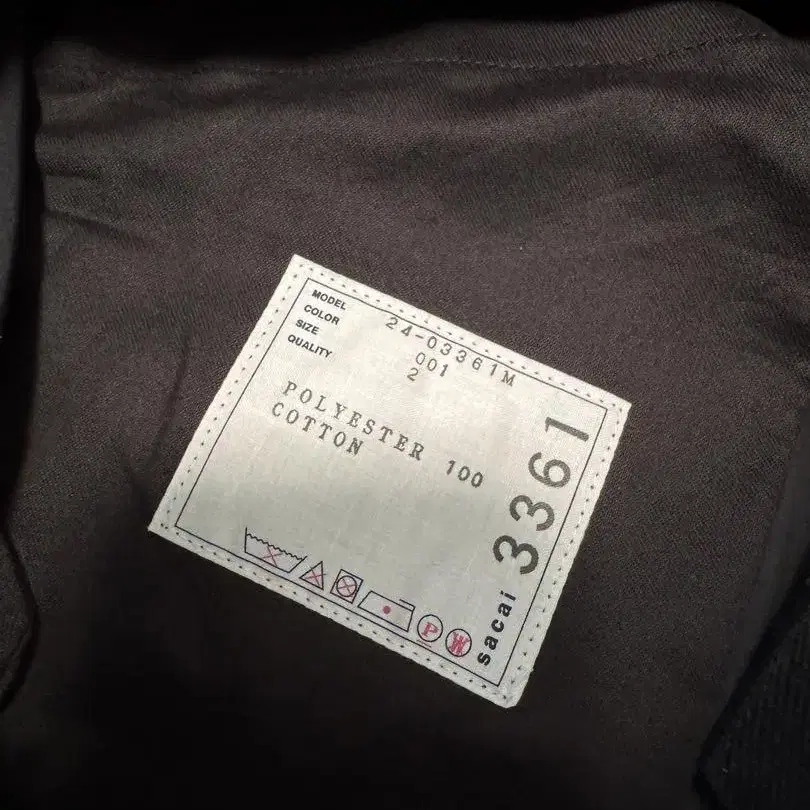 MODEL 24-03361M
COLOR 001
SIZE 2
QUALITY
POLYESTER 100
COTTON
P W
sacai 3361